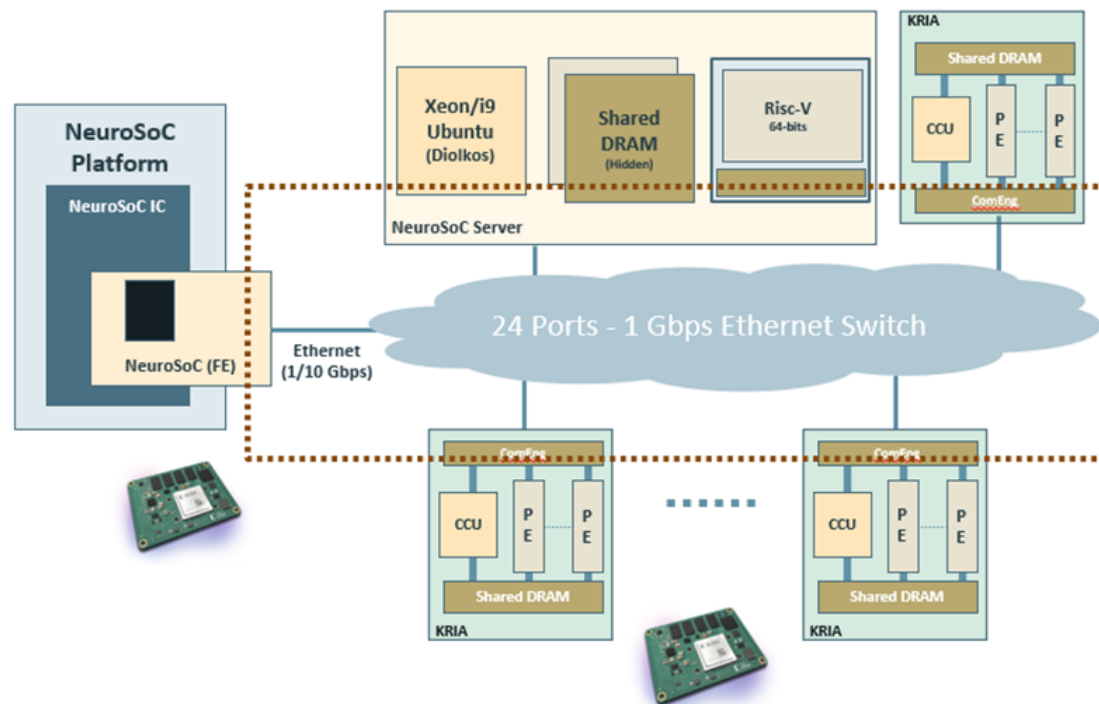 NeuroSoC
Platform
NeuroSoC IC
NeuroSoC (FE)
Ethernet
(1/10 Gbps)
Xeon/i9
Ubuntu
(Diolkos)
Shared
DRAM
(Hidden)
Risc-V
64-bits
NeuroSoC Server
KRIA
Shared DRAM
CCU
P
E
P
E
ComEng
24 Ports - 1 Gbps Ethernet Switch
ComEng
CCU
P
E
P
E
Shared DRAM
KRIA
ComEng
CCU
P
E
P
E
Shared DRAM
KRIA